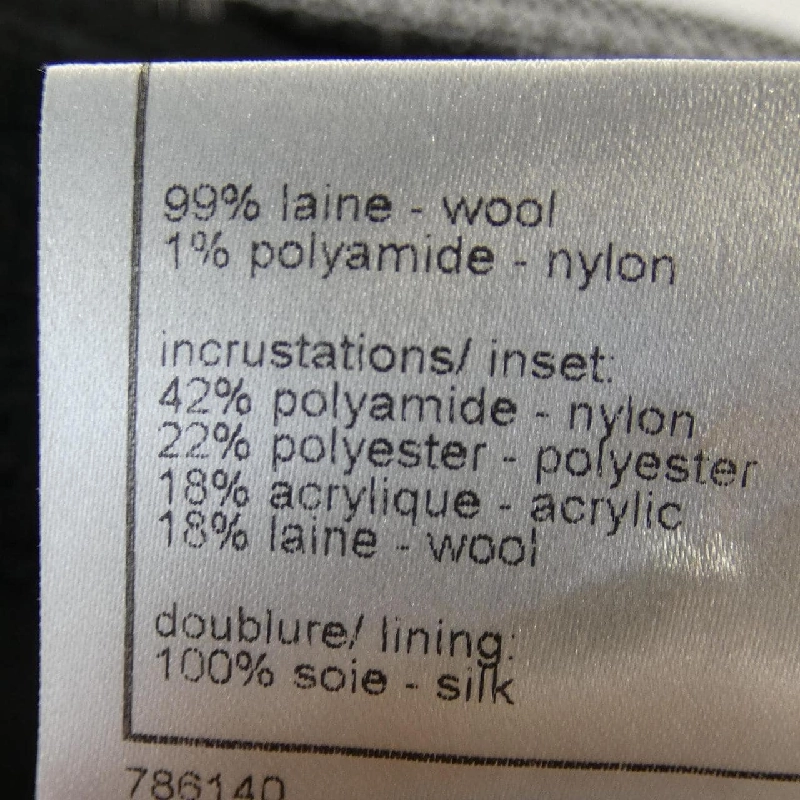 99% laine - wool
1% polyamide - nylon
incrustations/ inset:
42% polyamide - nylon
22% polyester - polyester
18% acrylique - acrylic
18% laine - wool
doublure/ lining:
100% soie - silk
786140